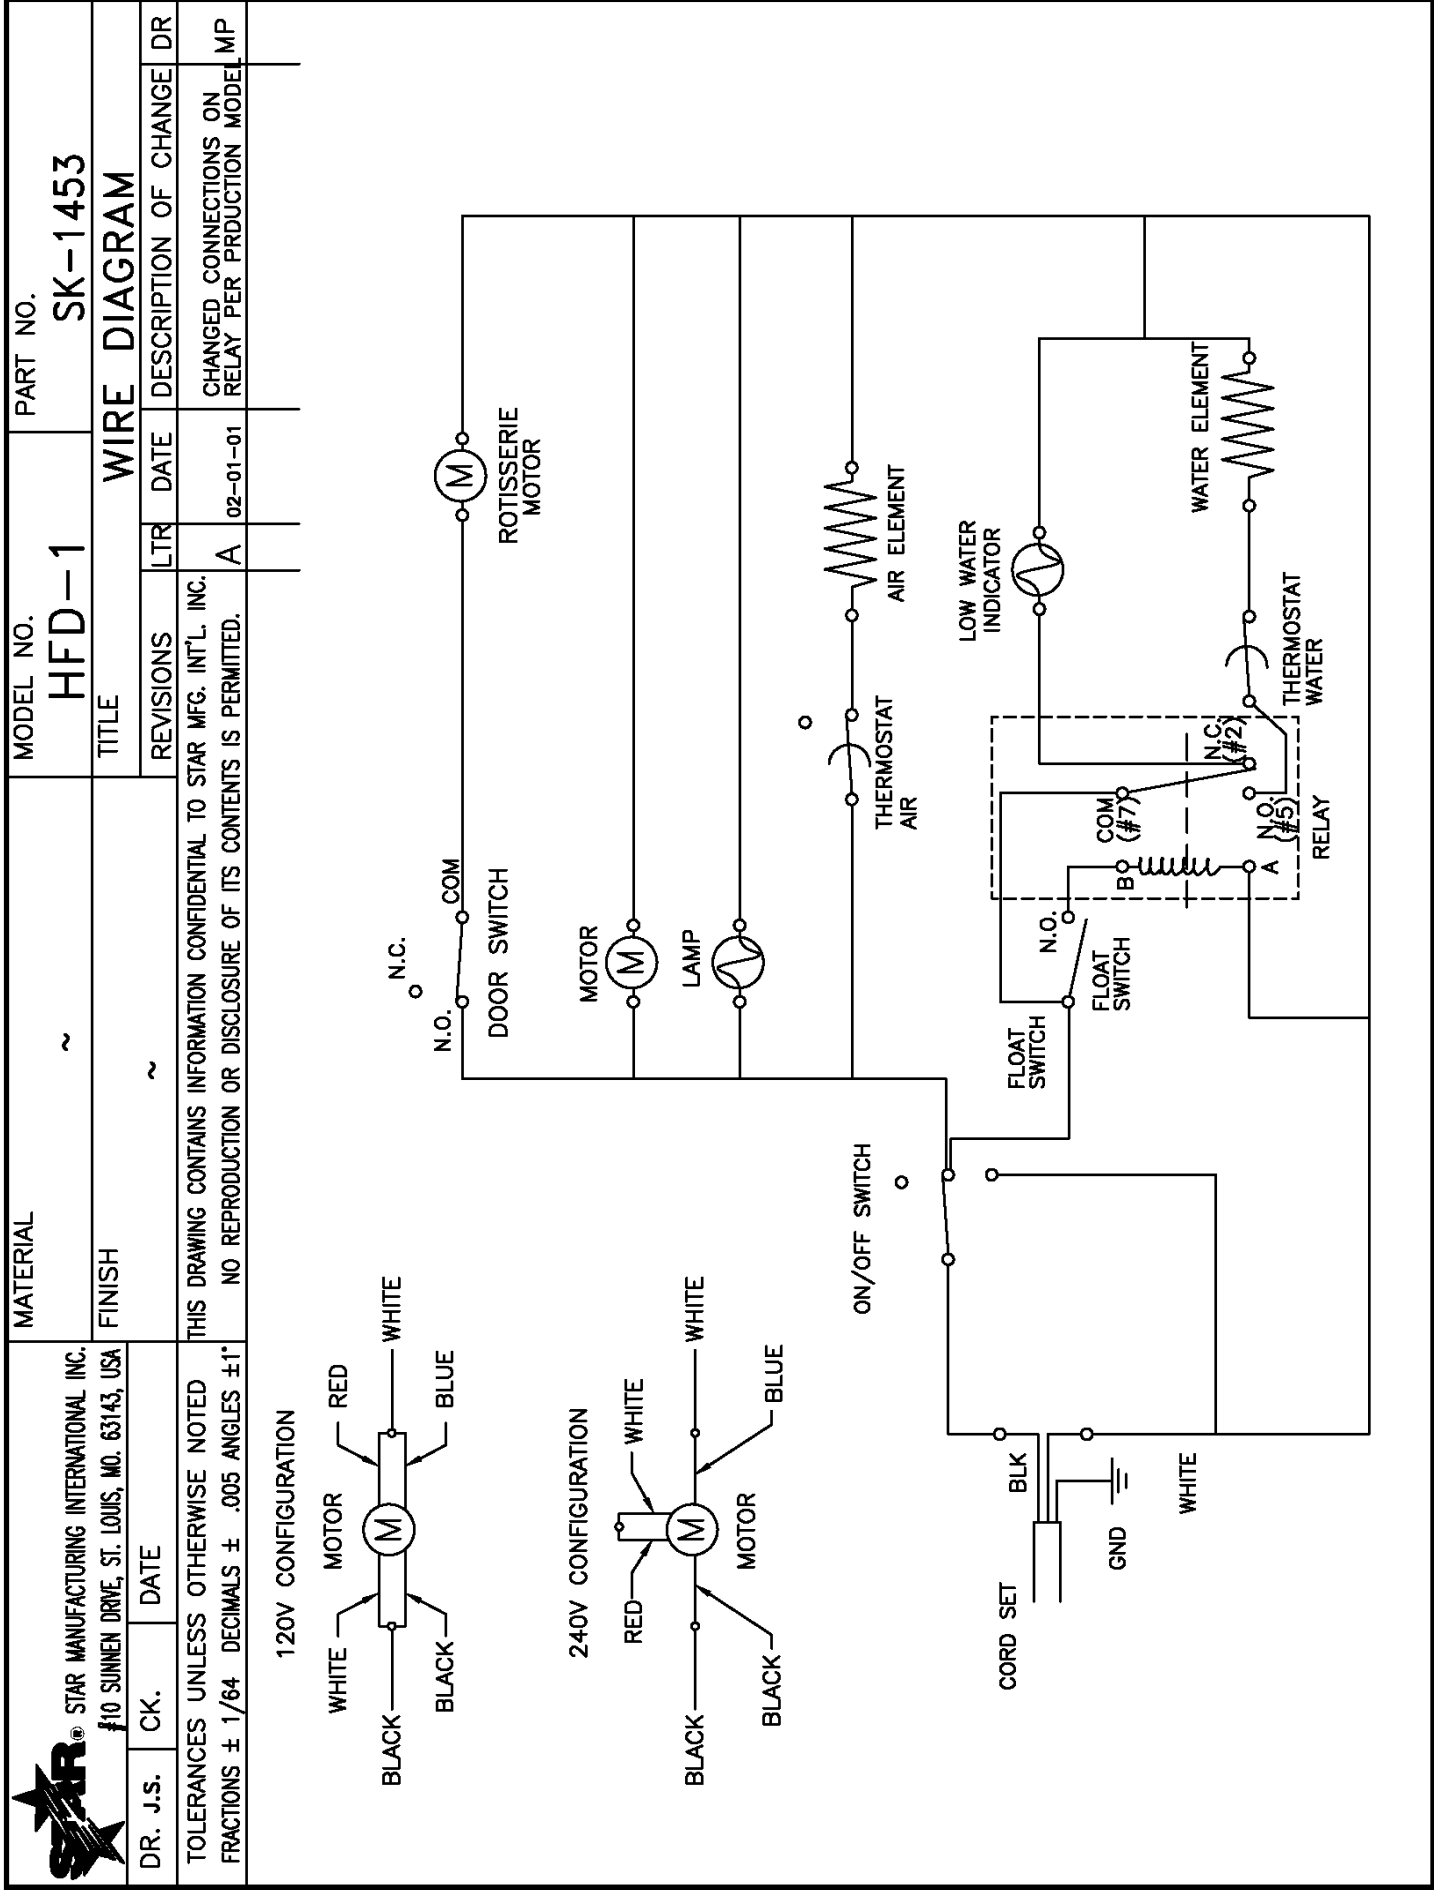 STAR® STAR MANUFACTURING INTERNATIONAL INC.
#10 SUNNEN DRIVE, ST. LOUIS, MO. 63143, USA
DR. J.S. CK. DATE
MATERIAL
~
FINISH
~
MODEL NO.
HFD-1
PART NO.
SK-1453
TITLE
WIRE DIAGRAM
REVISIONS LTR DATE DESCRIPTION OF CHANGE DR
TOLERANCES UNLESS OTHERWISE NOTED
FRACTIONS ± 1/64 DECIMALS ± .005 ANGLES ±1°
THIS DRAWING CONTAINS INFORMATION CONFIDENTIAL TO STAR MFG. INT'L. INC.
NO REPRODUCTION OR DISCLOSURE OF ITS CONTENTS IS PERMITTED.
A 02-01-01 CHANGED CONNECTIONS ON
RELAY PER PRDUCTION MODEL MP
120V CONFIGURATION
MOTOR
WHITE
RED
M
BLACK
WHITE
BLACK
BLUE
240V CONFIGURATION
RED
WHITE
M
BLACK
WHITE
MOTOR
BLACK
BLUE
N.C.
N.O.
COM
DOOR SWITCH
M
ROTISSERIE
MOTOR
MOTOR
M
LAMP
THERMOSTAT
AIR
AIR ELEMENT
ON/OFF SWITCH
LOW WATER
INDICATOR
FLOAT
SWITCH
N.O.
FLOAT
SWITCH
COM
(#7)
B
N.C.
(#2)
N.O.
(#5)
A
RELAY
THERMOSTAT
WATER
WATER ELEMENT
CORD SET
BLK
GND
WHITE